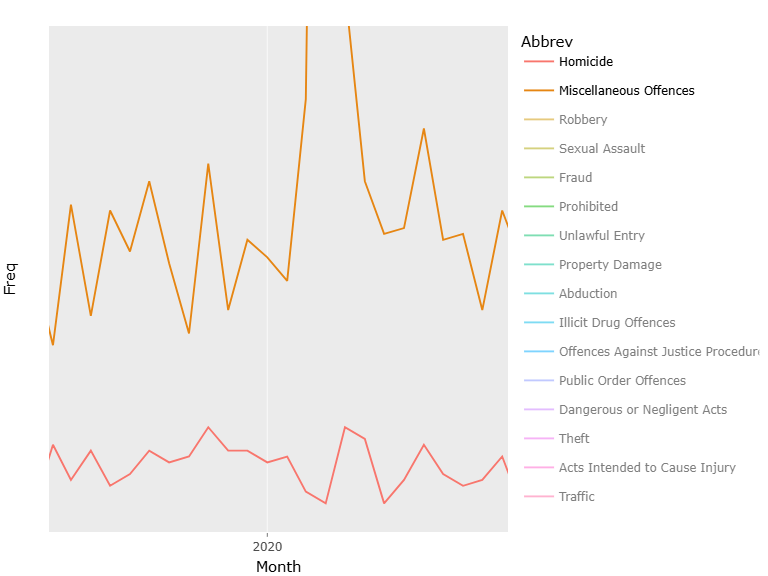 Abbrev
Homicide
Miscellaneous Offences
Robbery
Sexual Assault
Fraud
Prohibited
Unlawful Entry
Property Damage
Abduction
Illicit Drug Offences
Offences Against Justice Procedure
Public Order Offences
Dangerous or Negligent Acts
Theft
Acts Intended to Cause Injury
Traffic
Freq
2020
Month